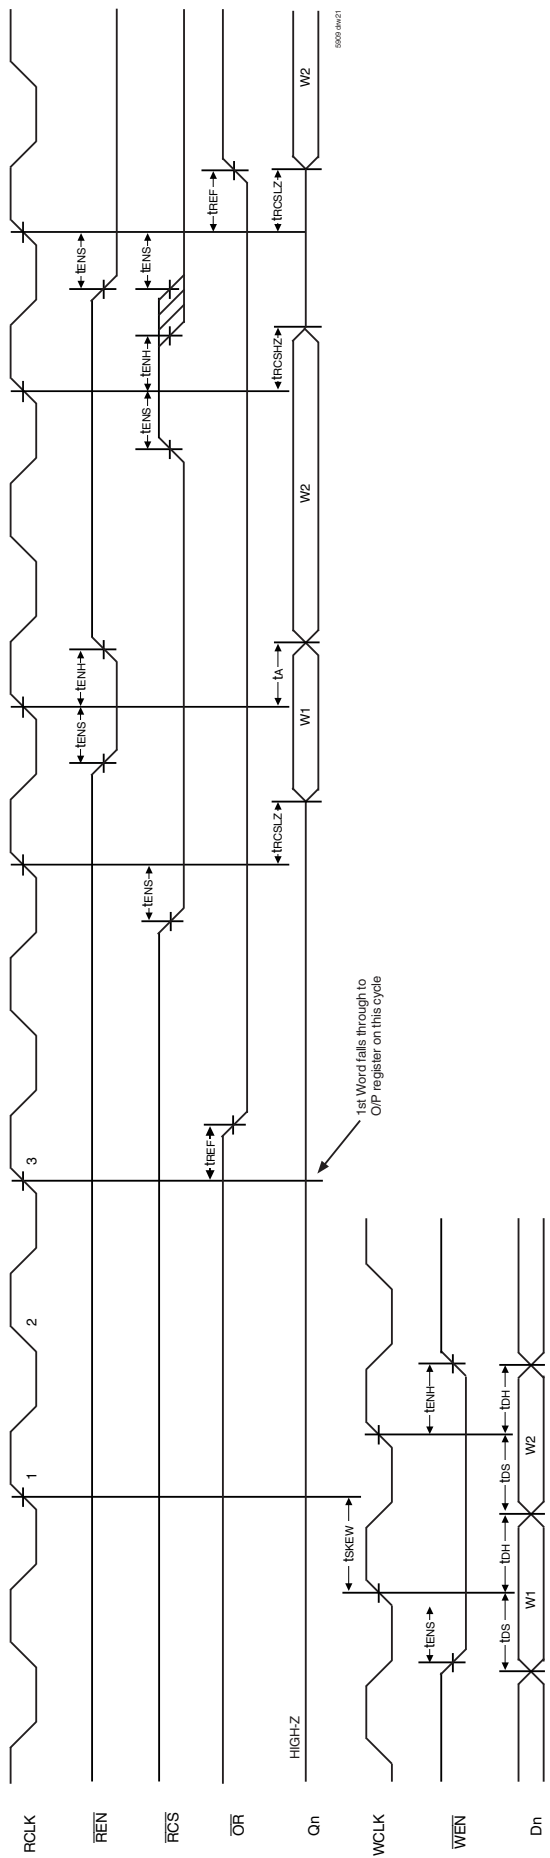 RCLK
1
2
3
REN
tENS
tENH
tENS
RCS
tENS
tENS
tENH
tENS
OR
tREF
tREF
Qn
HIGH-Z
tRCSLZ
W1
tA
W2
tRCSHZ
tRCSLZ
W2
5909 drw21
1st Word falls through to
O/P register on this cycle
tSKEW
WCLK
WEN
tENS
tENH
Dn
tDS
tDH
tDS
tDH
W1
W2